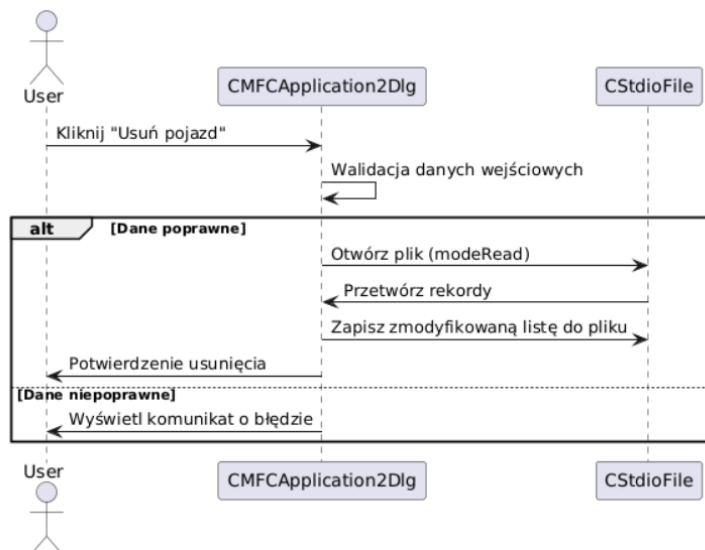 User
CMFCApplication2Dlg
CStdioFile
Kliknij "Usuń pojazd"
Walidacja danych wejściowych
alt
[Dane poprawne]
Otwórz plik (modeRead)
Przetwórz rekordy
Zapisz zmodyfikowaną listę do pliku
Potwierdzenie usunięcia
[Dane niepoprawne]
Wyświetl komunikat o błędzie
User
CMFCApplication2Dlg
CStdioFile